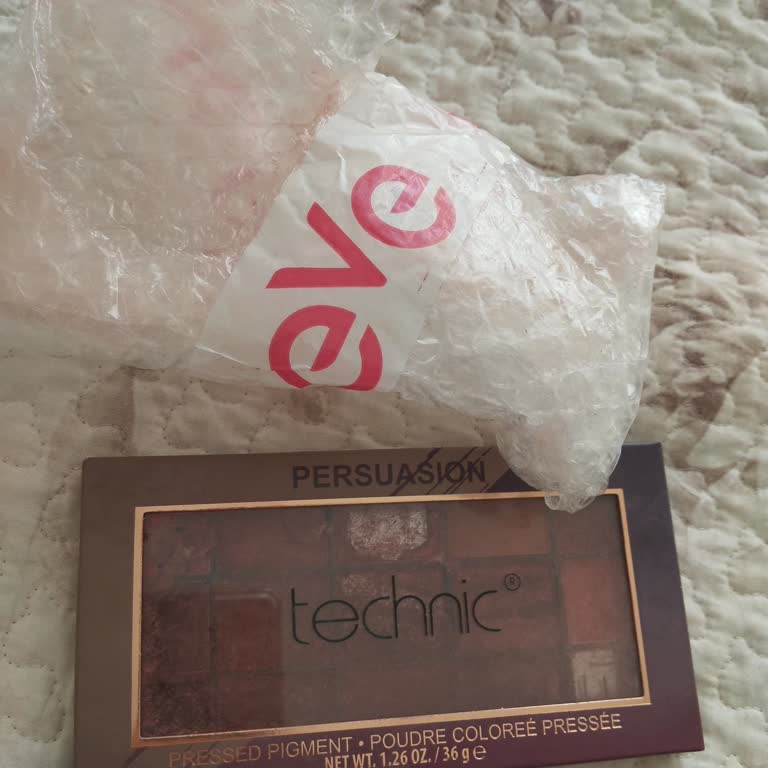 eve
PERSUASION
technic®
PRESSED PIGMENT • POUDRE COLOREÉ PRESSÉE
NET WT. 1.26 OZ. / 36 g ℮